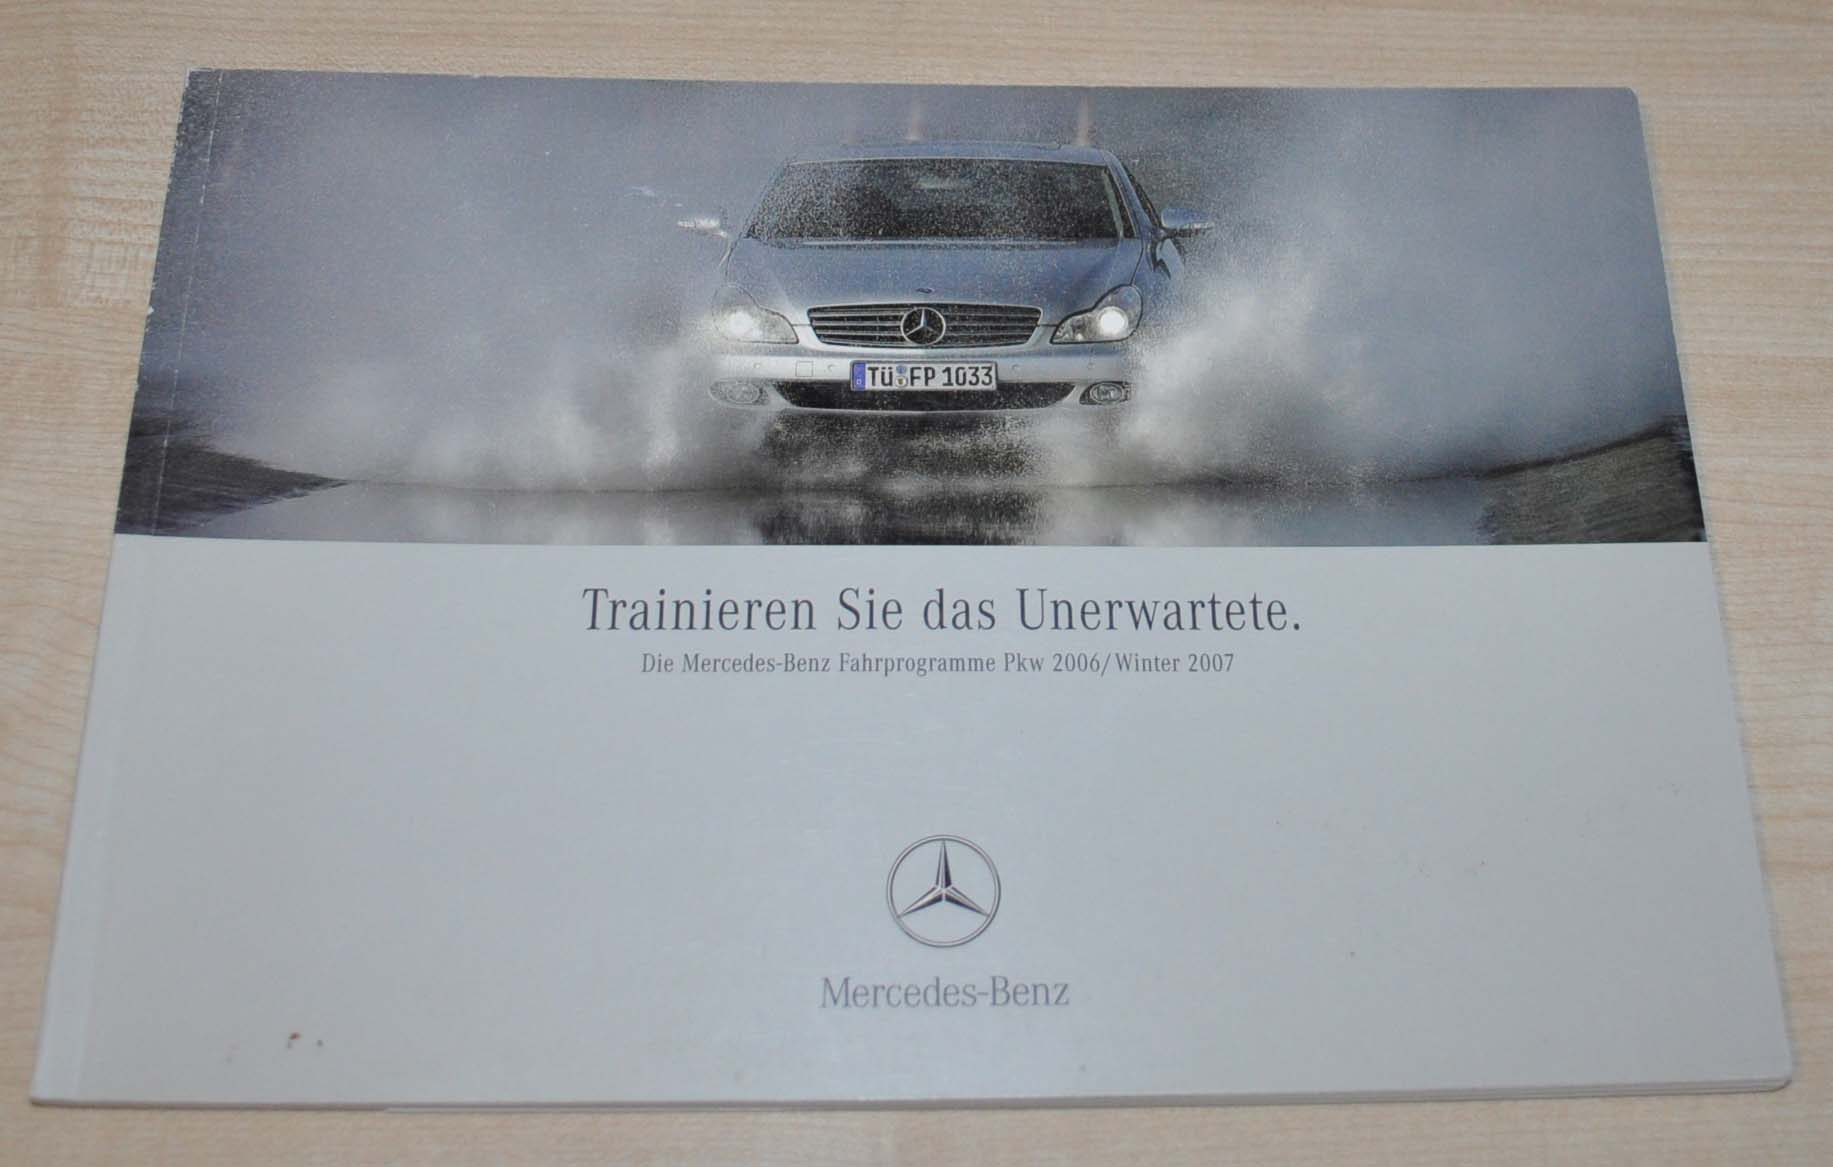 TÜ FP 1033
Trainieren Sie das Unerwartete.
Die Mercedes-Benz Fahrprogramme Pkw 2006/Winter 2007
Mercedes-Benz